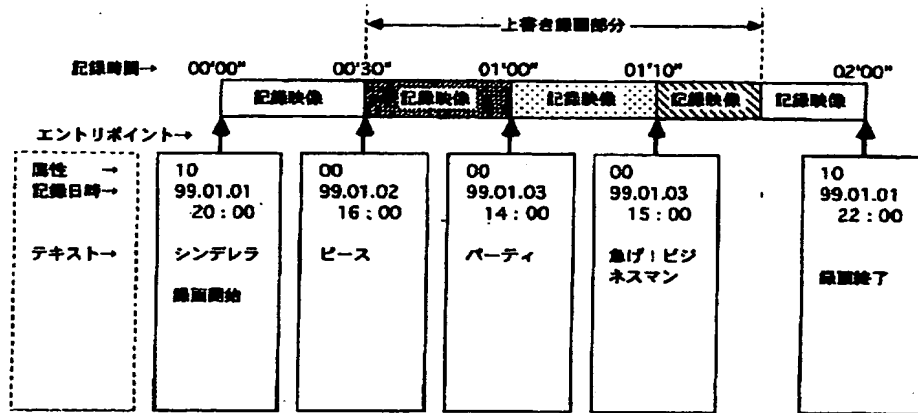 上書き録画部分
記録時間→ 00'00" 00'30" 01'00" 01'10" 02'00"
記録映像 記録映像 記録映像 記録映像 記録映像
エントリポイント→
属性 → 10 00 00 00 10
記録日時→ 99.01.01 99.01.02 99.01.03 99.01.03 99.01.01
20:00 16:00 14:00 15:00 22:00
テキスト→ シンデレラ ピース パーティ 急げ!ビジ
ネスマン
録画開始 録画終了